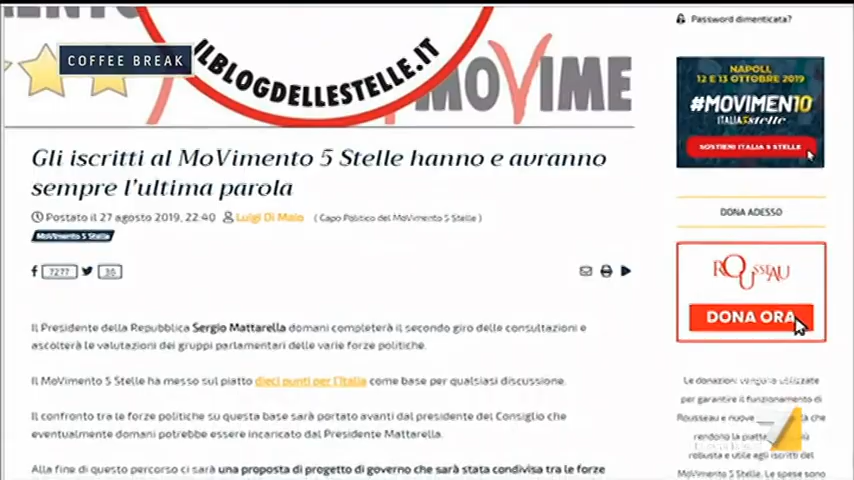 COFFEE BREAK
ILBLOGDELLESTELLE.IT
MOVIME
Gli iscritti al MoVimento 5 Stelle hanno e avranno
sempre l'ultima parola
Postato il 27 agosto 2019, 22:40 Luigi Di Maio ( Capo Politico del MoVimento 5 Stelle )
MoVimento 5 Stelle
7277 36
Il Presidente della Repubblica Sergio Mattarella domani completerà il secondo giro delle consultazioni e
ascolterà le valutazioni dei gruppi parlamentari delle varie forze politiche.
Il MoVimento 5 Stelle ha messo sul piatto dieci punti per l'Italia come base per qualsiasi discussione.
Il confronto tra le forze politiche su questa base sarà portato avanti dal presidente del Consiglio che
eventualmente domani potrebbe essere incaricato dal Presidente Mattarella.
Alla fine di questo percorso ci sarà una proposta di progetto di governo che sarà stata condivisa tra le forze
Password dimenticata?
NAPOLI
12 E 13 OTTOBRE 2019
#MOVIMEN10
ITALIA5stelle
SOSTIENI ITALIA 5 STELLE
DONA ADESSO
ROUSSEAU
DONA ORA
Le donazioni vengono utilizzate
per garantire il funzionamento di
Rousseau e nuove che
rendono la più
robusta e utile agli iscritti del
MoVimento 5 Stelle. Le spese sono